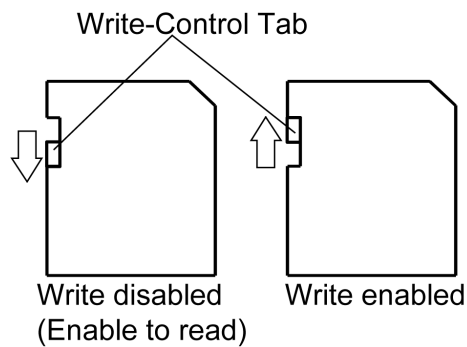 Write-Control Tab
Write disabled
(Enable to read)
Write enabled